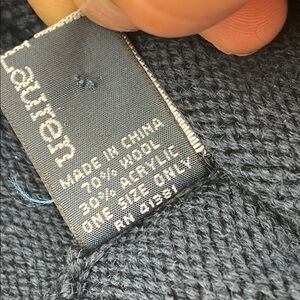 Lauren
MADE IN CHINA
70% WOOL
30% ACRYLIC
ONE SIZE ONLY
RN 41381